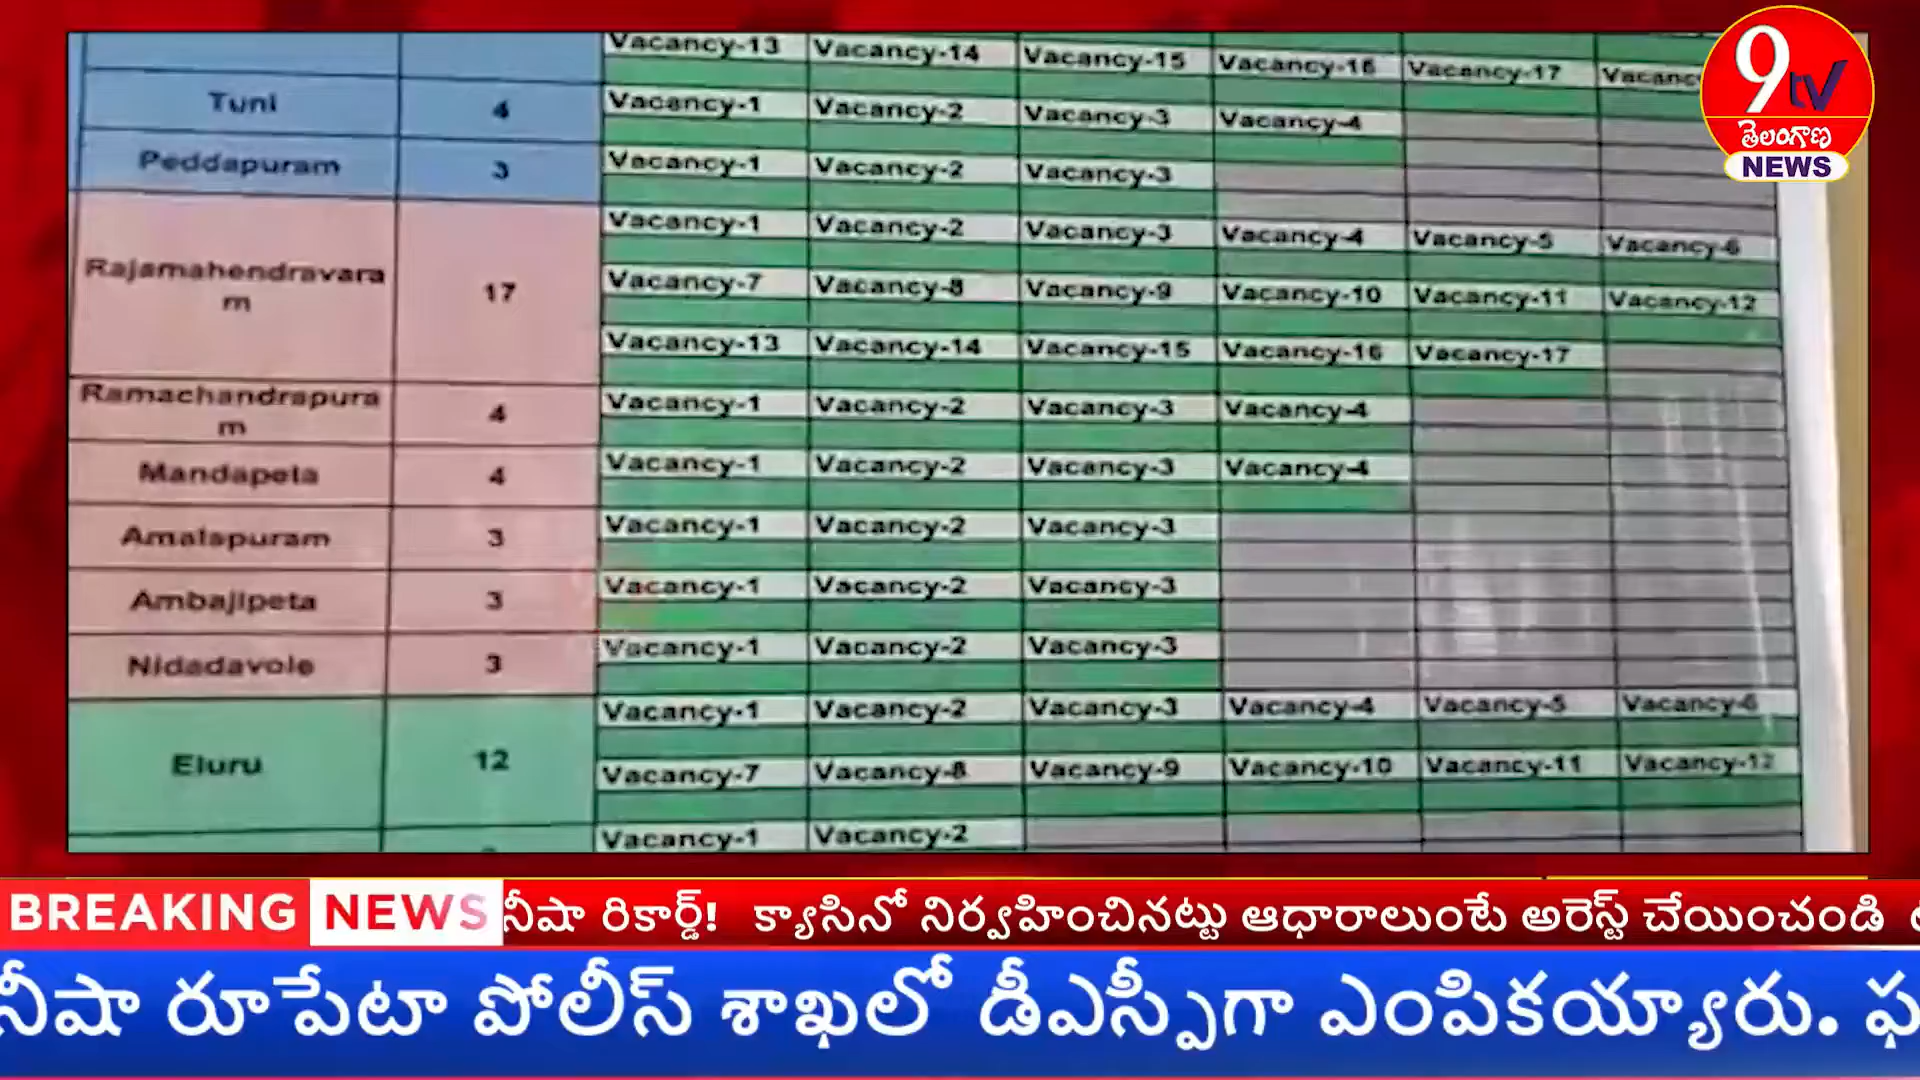 Vacancy-13 Vacancy-14 Vacancy-15 Vacancy-16 Vacancy-17
Tuni 4 Vacancy-1 Vacancy-2 Vacancy-3 Vacancy-4
Peddapuram 3 Vacancy-1 Vacancy-2 Vacancy-3
Rajamahendravara
m 17 Vacancy-1 Vacancy-2 Vacancy-3 Vacancy-4 Vacancy-5 Vacancy-6
Vacancy-7 Vacancy-8 Vacancy-9 Vacancy-10 Vacancy-11 Vacancy-12
Vacancy-13 Vacancy-14 Vacancy-15 Vacancy-16 Vacancy-17
Ramachandrapura
m 4 Vacancy-1 Vacancy-2 Vacancy-3 Vacancy-4
Mandapeta 4 Vacancy-1 Vacancy-2 Vacancy-3 Vacancy-4
Amalapuram 3 Vacancy-1 Vacancy-2 Vacancy-3
Ambajipeta 3 Vacancy-1 Vacancy-2 Vacancy-3
Nidadavole 3 Vacancy-1 Vacancy-2 Vacancy-3
Eluru 12 Vacancy-1 Vacancy-2 Vacancy-3 Vacancy-4 Vacancy-5 Vacancy-6
Vacancy-7 Vacancy-8 Vacancy-9 Vacancy-10 Vacancy-11 Vacancy-12
Vacancy-1 Vacancy-2
9tv
తెలంగాణ
NEWS
BREAKING NEWS నీషా రికార్డ్! క్యాసినో నిర్వహించినట్టు ఆధారాలుంటే అరెస్ట్ చేయించండి
నీషా రూపేటా పోలీస్ శాఖలో డీఎస్పీగా ఎంపికయ్యారు.